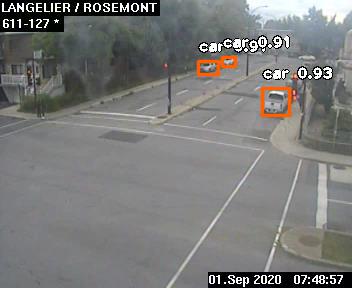 LANGELIER / ROSEMONT
611-127 *
car 0.91
car 0.93
01.Sep 2020 07:48:57